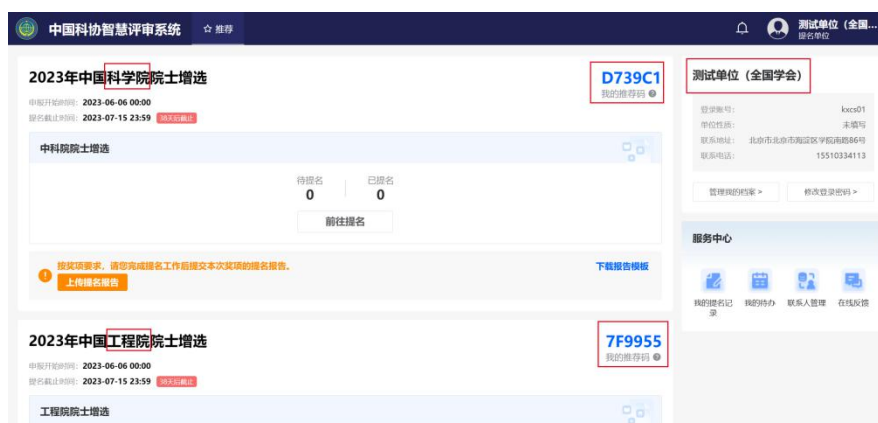 中国科协智慧评审系统
推荐
测试单位（全国...
提名单位
2023年中国科学院院士增选
D739C1
我的推荐码
申报开始时间： 2023-06-06 00:00
提名截止时间： 2023-07-15 23:59 38天后截止
中科院院士增选
待提名 已提名
0 0
前往提名
按奖项要求，请您完成提名工作后提交本次奖项的提名报告。
上传提名报告
下载报告模板
2023年中国工程院院士增选
7F9955
我的推荐码
申报开始时间： 2023-06-06 00:00
提名截止时间： 2023-07-15 23:59 38天后截止
工程院院士增选
测试单位（全国学会）
登录账号： kxcs01
单位性质： 未填写
联系地址： 北京市北京市海淀区学院南路86号
联系电话： 15510334113
管理我的档案 >
修改登录密码 >
服务中心
我的提名记录
我的待办
联系人管理
在线反馈